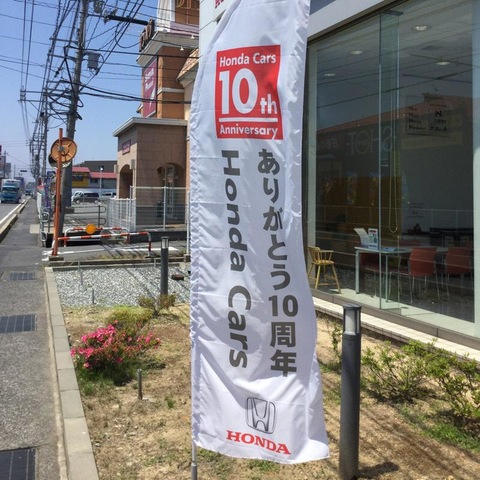 Honda Cars
10th
Anniversary
ありがとう10周年
Honda Cars
HONDA